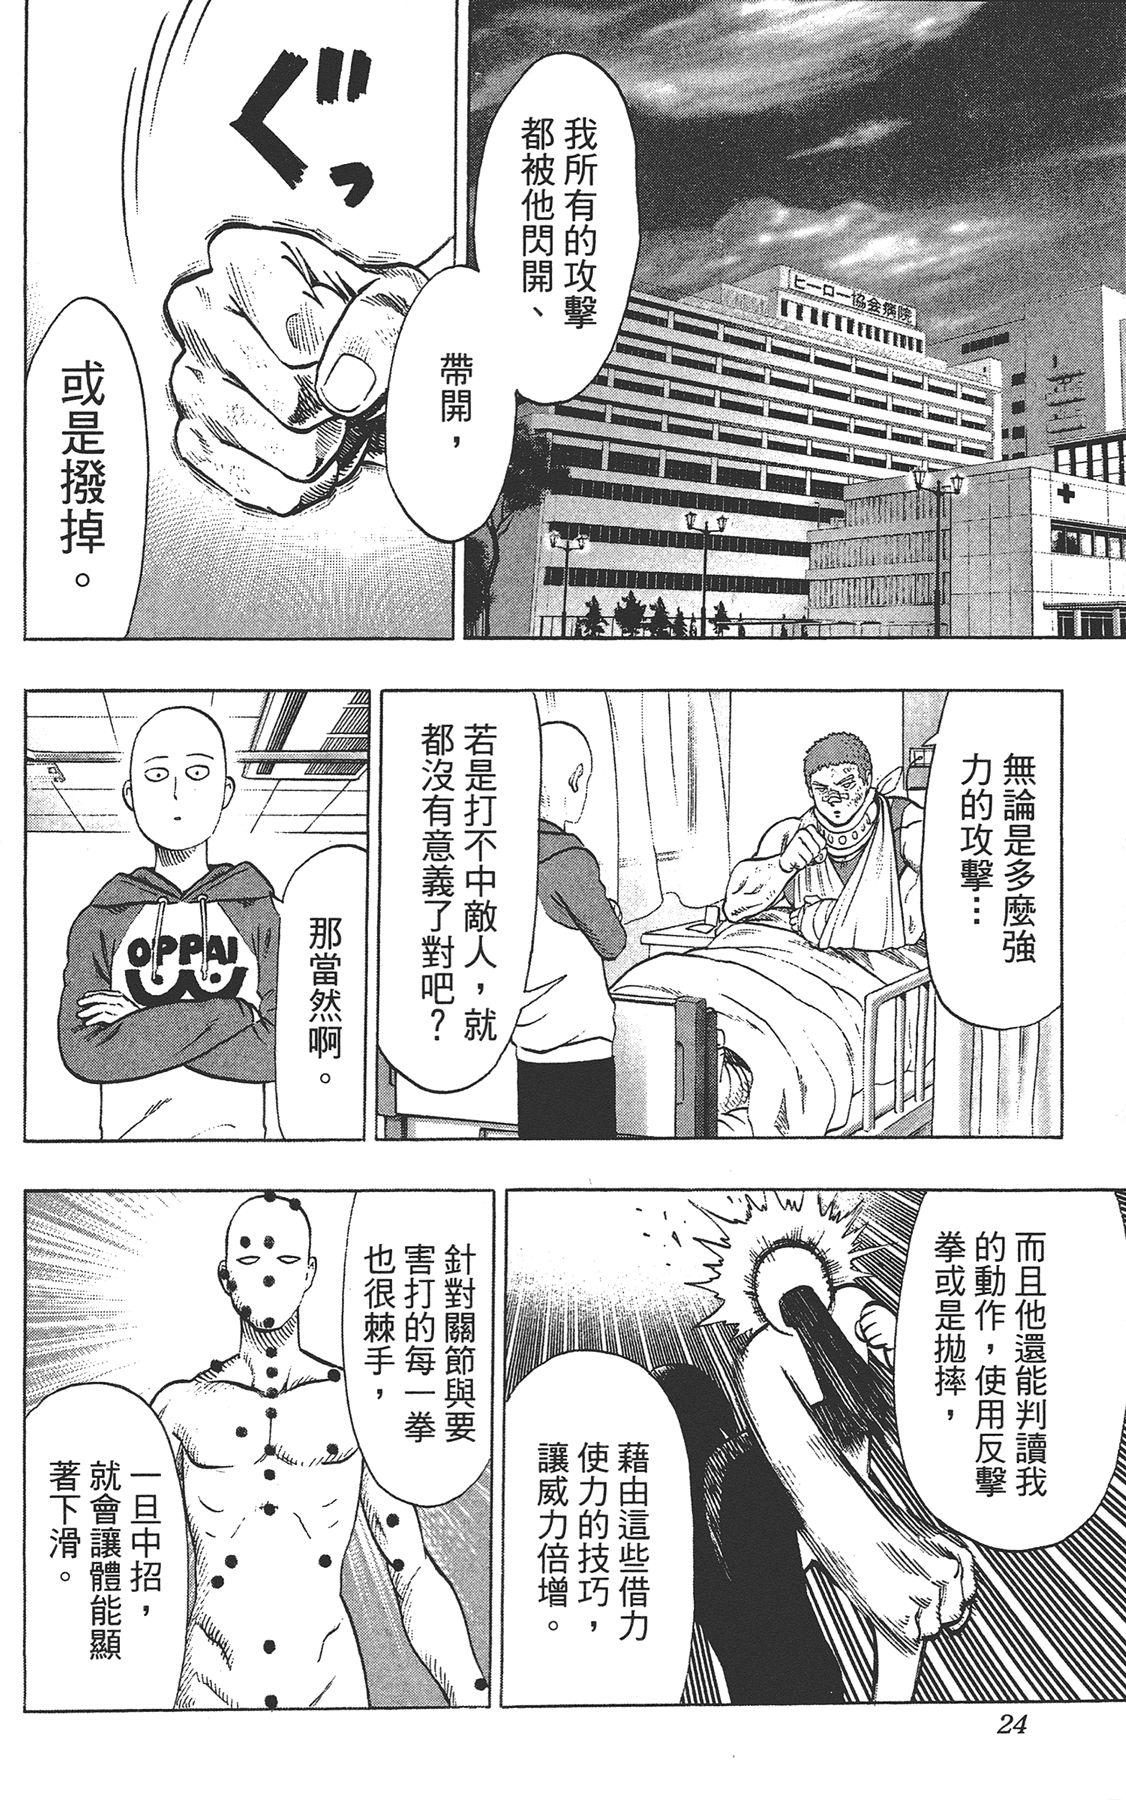 ヒーロー協会病院
我所有的攻擊
都被他閃開、
帶開，
ぐっ
或是撥掉。
無論是多麼強
力的攻擊…
若是打不中敵人，就
都沒有意義了對吧？
那當然啊。
OPPAI
而且他還能判讀我
的動作，使用反擊
拳或是拋摔，
藉由這些借力
使力的技巧，
讓威力倍增。
針對關節與要
害打的每一拳
也很棘手，
一旦中招，
就會讓體能顯
著下滑。
24